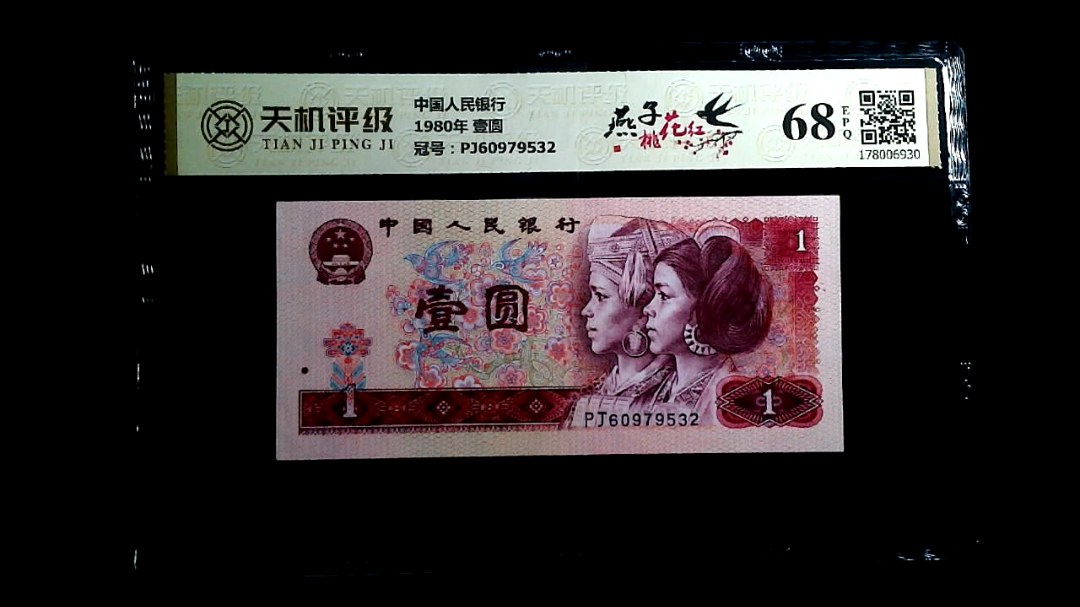 天机评级
TIAN JI PING JI
中国人民银行
1980年 壹圆
冠号：PJ60979532
燕子
桃花红
68
EPQ
178006930
中国人民银行
1
壹圆
1
1
PJ60979532